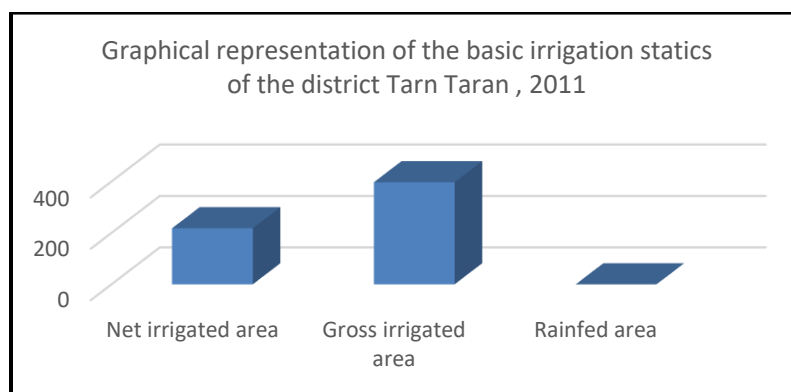 Graphical representation of the basic irrigation statics
of the district Tarn Taran , 2011
400
200
0
Net irrigated area
Gross irrigated
area
Rainfed area